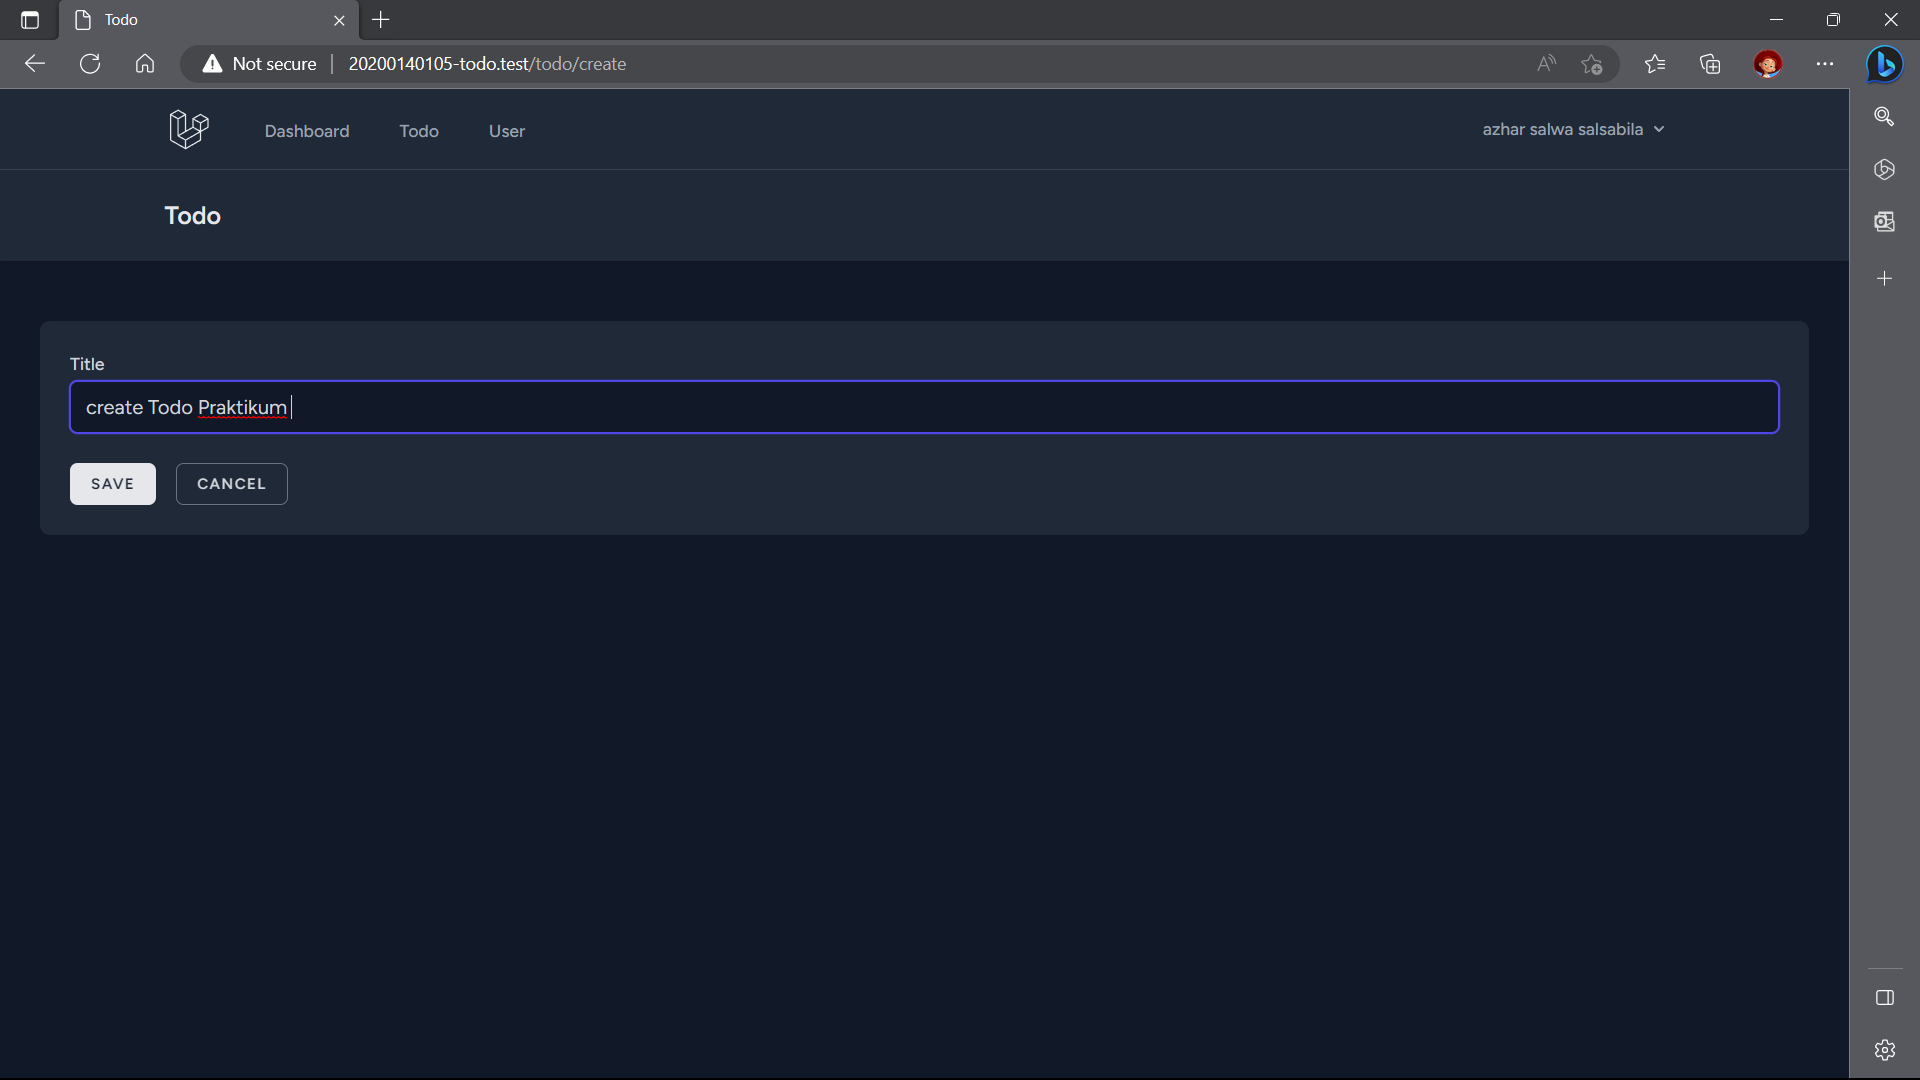 Todo
Not secure 20200140105-todo.test/todo/create
Dashboard Todo User azhar salwa salsabila
Todo
Title
create Todo Praktikum
SAVE CANCEL